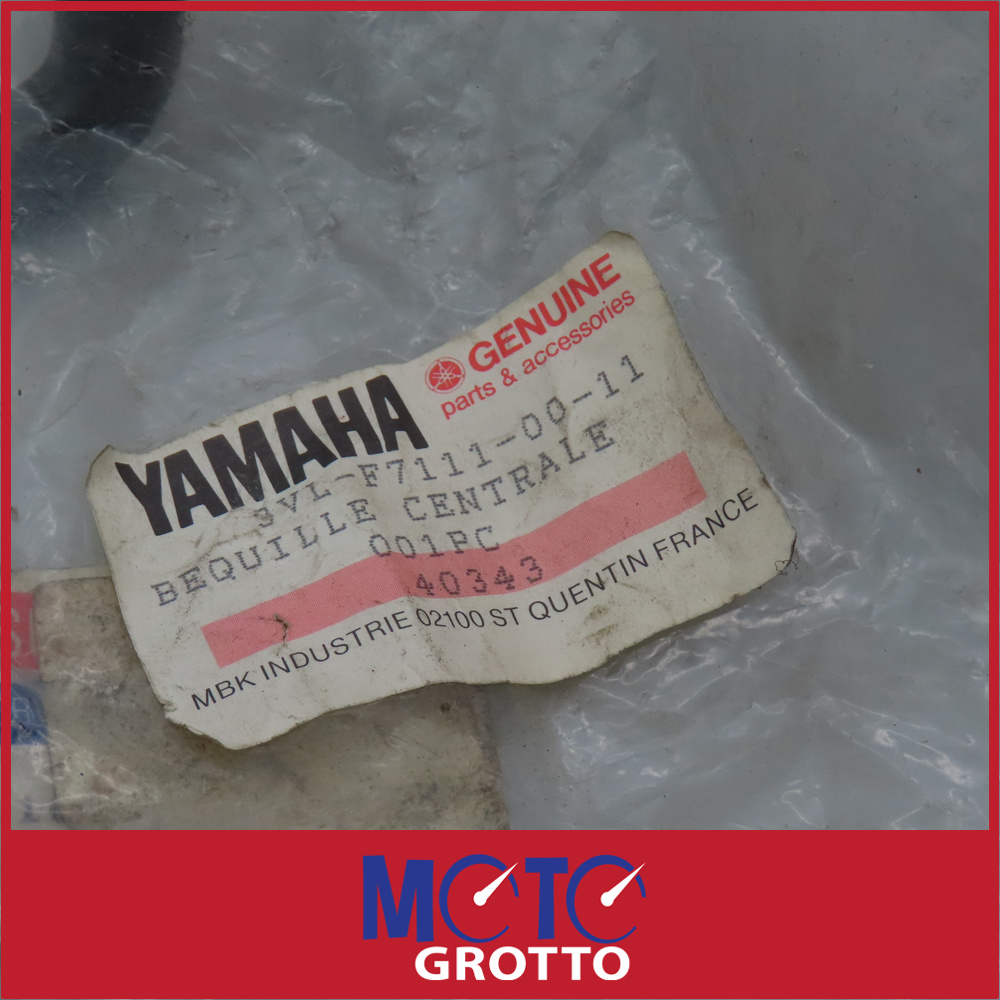 YAMAHA
GENUINE
parts & accessories
3VL-F7111-00-11
BEQUILLE CENTRALE
001PC
40343
MBK INDUSTRIE 02100 ST QUENTIN FRANCE
MOTO
GROTTO